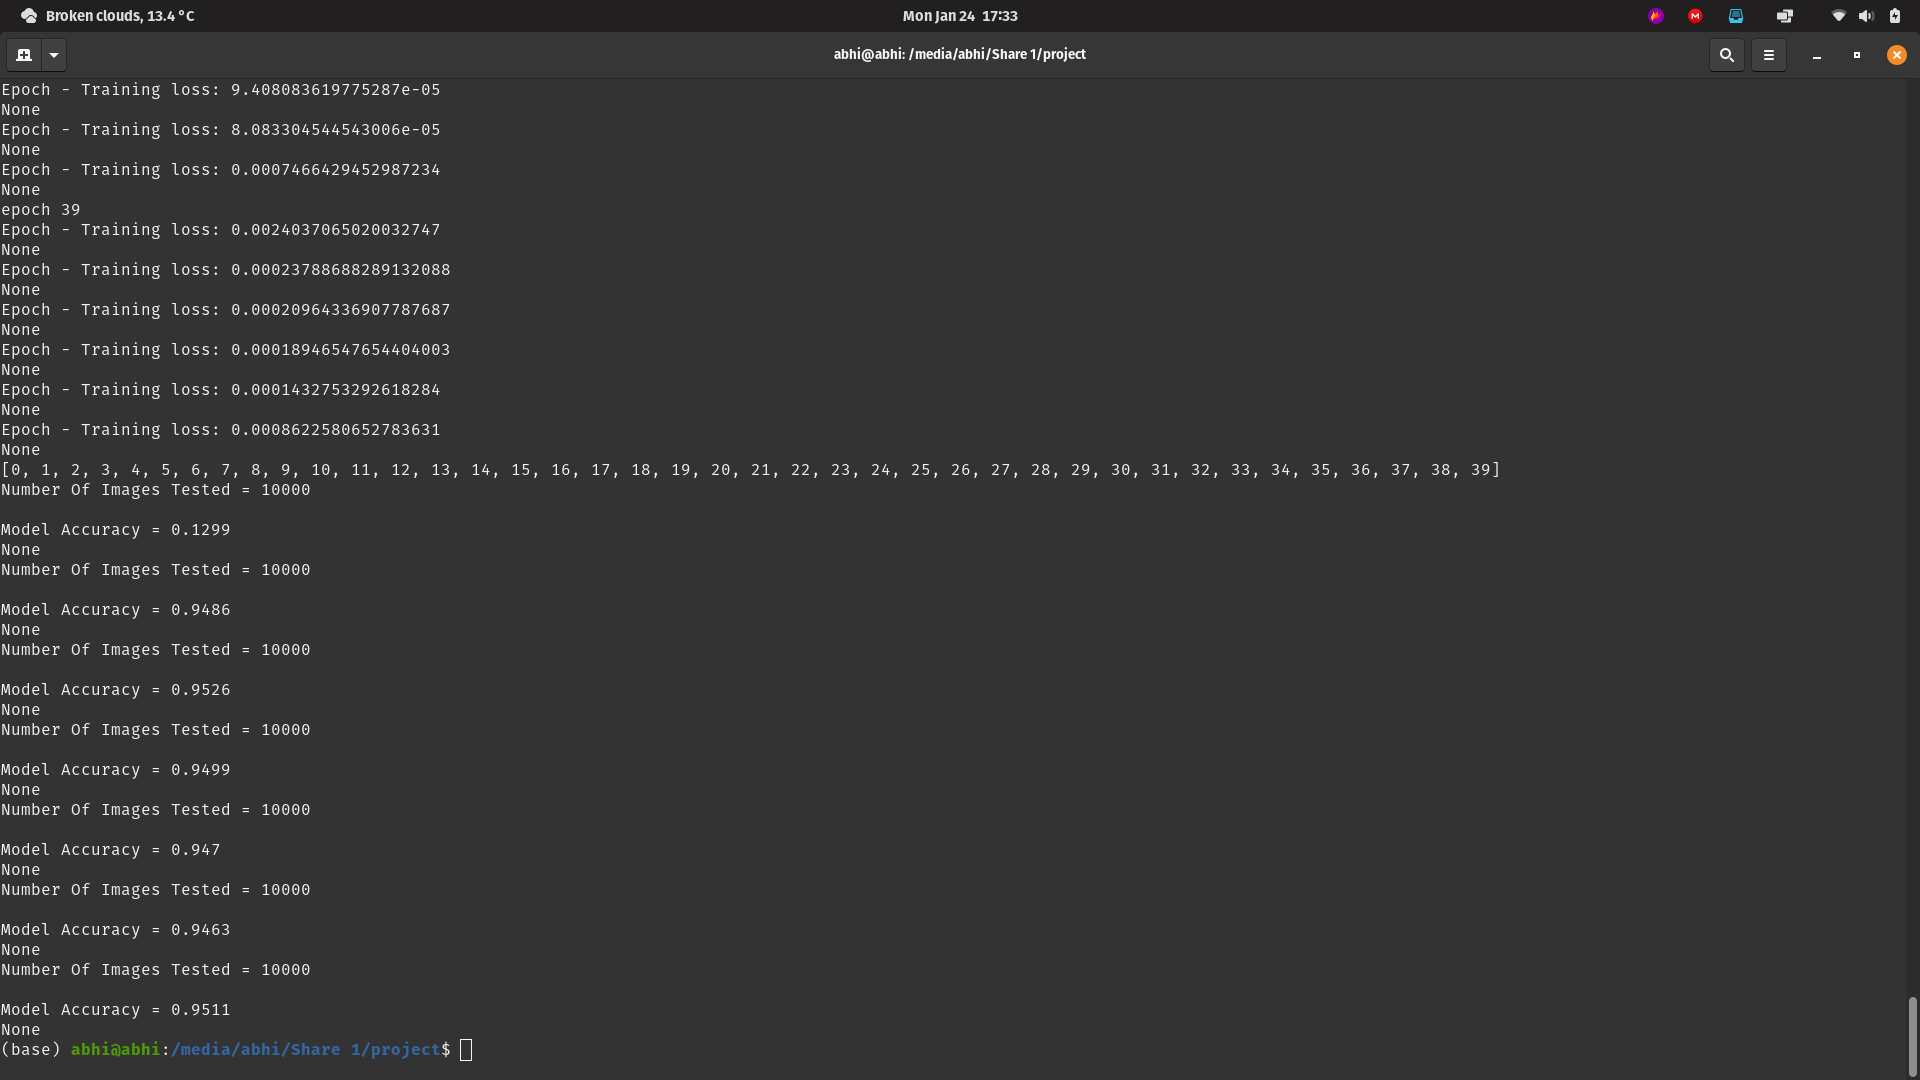 Broken clouds, 13.4 °C
Mon Jan 24 17:33
abhi@abhi: /media/abhi/Share 1/project
Epoch - Training loss: 9.408083619775287e-05
None
Epoch - Training loss: 8.083304544543006e-05
None
Epoch - Training loss: 0.0007466429452987234
None
epoch 39
Epoch - Training loss: 0.0024037065020032747
None
Epoch - Training loss: 0.00023788688289132088
None
Epoch - Training loss: 0.00020964336907787687
None
Epoch - Training loss: 0.00018946547654404003
None
Epoch - Training loss: 0.0001432753292618284
None
Epoch - Training loss: 0.0008622580652783631
None
[0, 1, 2, 3, 4, 5, 6, 7, 8, 9, 10, 11, 12, 13, 14, 15, 16, 17, 18, 19, 20, 21, 22, 23, 24, 25, 26, 27, 28, 29, 30, 31, 32, 33, 34, 35, 36, 37, 38, 39]
Number Of Images Tested = 10000
Model Accuracy = 0.1299
None
Number Of Images Tested = 10000
Model Accuracy = 0.9486
None
Number Of Images Tested = 10000
Model Accuracy = 0.9526
None
Number Of Images Tested = 10000
Model Accuracy = 0.9499
None
Number Of Images Tested = 10000
Model Accuracy = 0.947
None
Number Of Images Tested = 10000
Model Accuracy = 0.9463
None
Number Of Images Tested = 10000
Model Accuracy = 0.9511
None
(base) abhi@abhi:/media/abhi/Share 1/project$